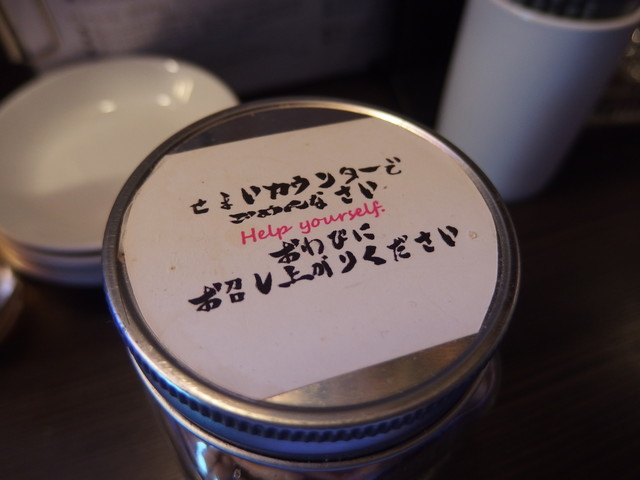 せまいカウンターで
ごめんなさい
Help yourself.
おわびに
お召し上がりください